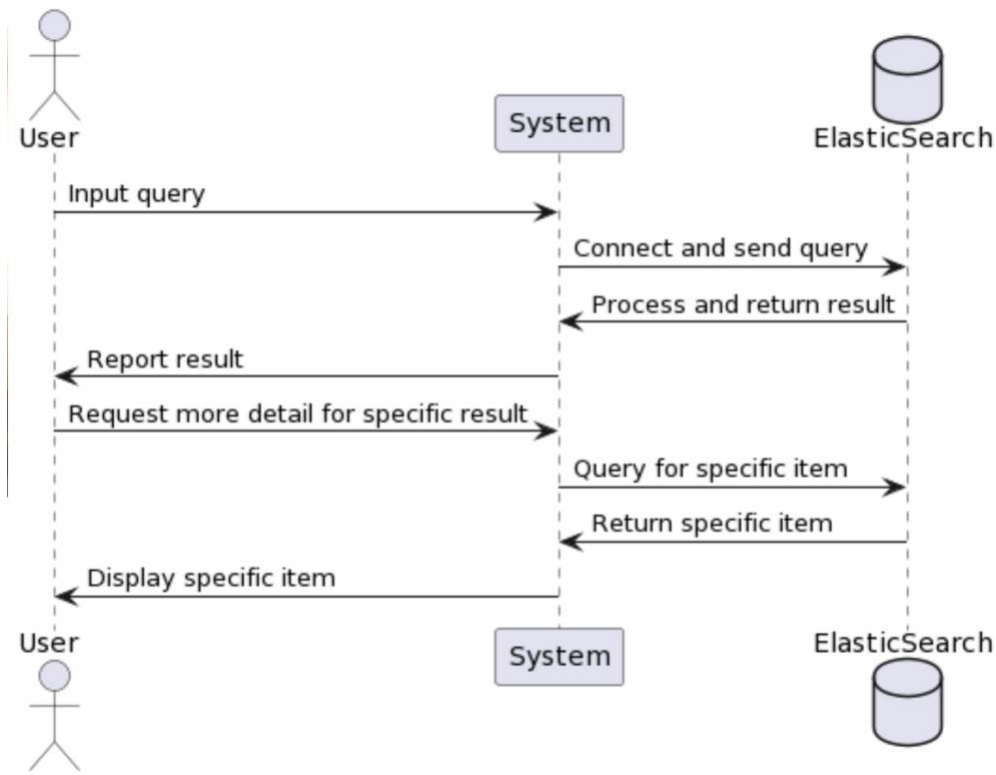 User
System
ElasticSearch
Input query
Connect and send query
Process and return result
Report result
Request more detail for specific result
Query for specific item
Return specific item
Display specific item
User
System
ElasticSearch